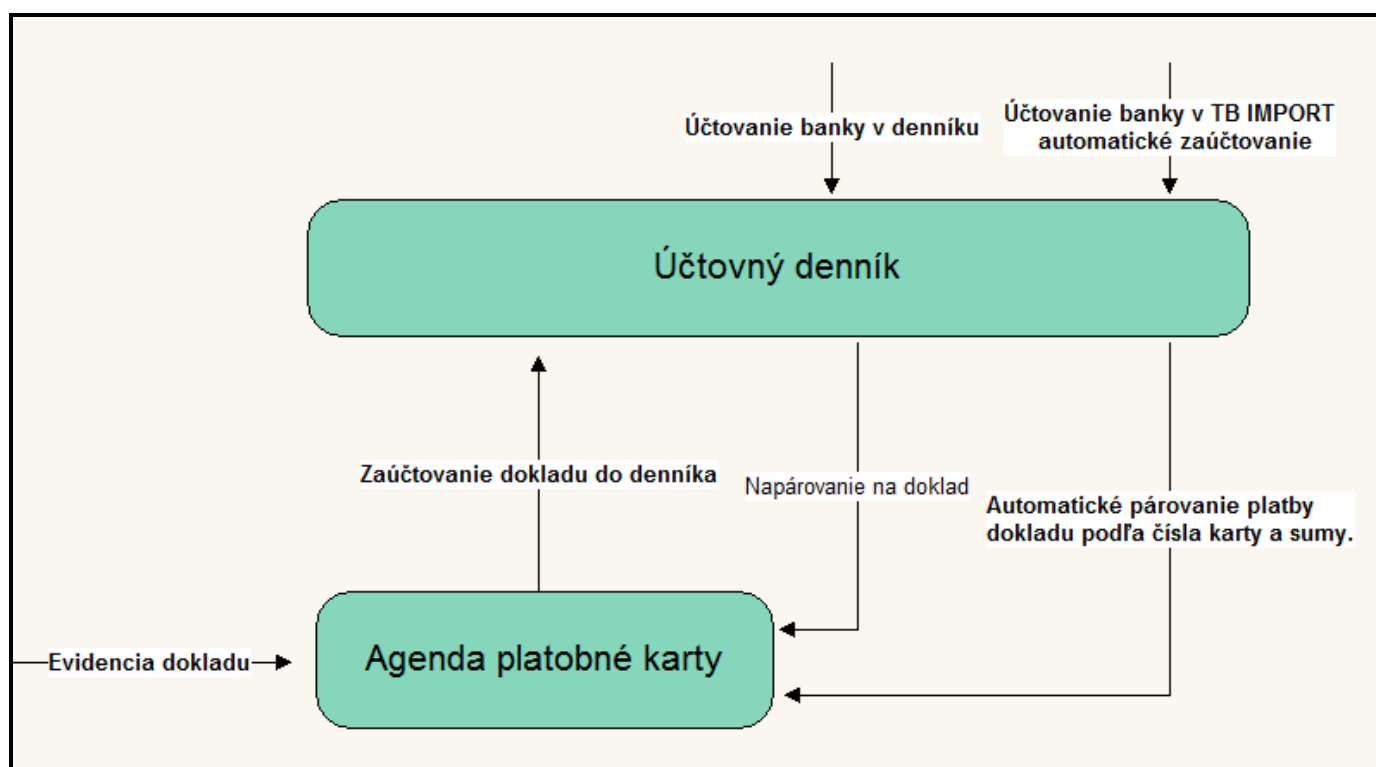 Účtovanie banky v denníku
Účtovanie banky v TB IMPORT
automatické zaúčtovanie
Účtovný denník
Zaúčtovanie dokladu do denníka
Napárovanie na doklad
Automatické párovanie platby
dokladu podľa čísla karty a sumy.
Evidencia dokladu
Agenda platobné karty